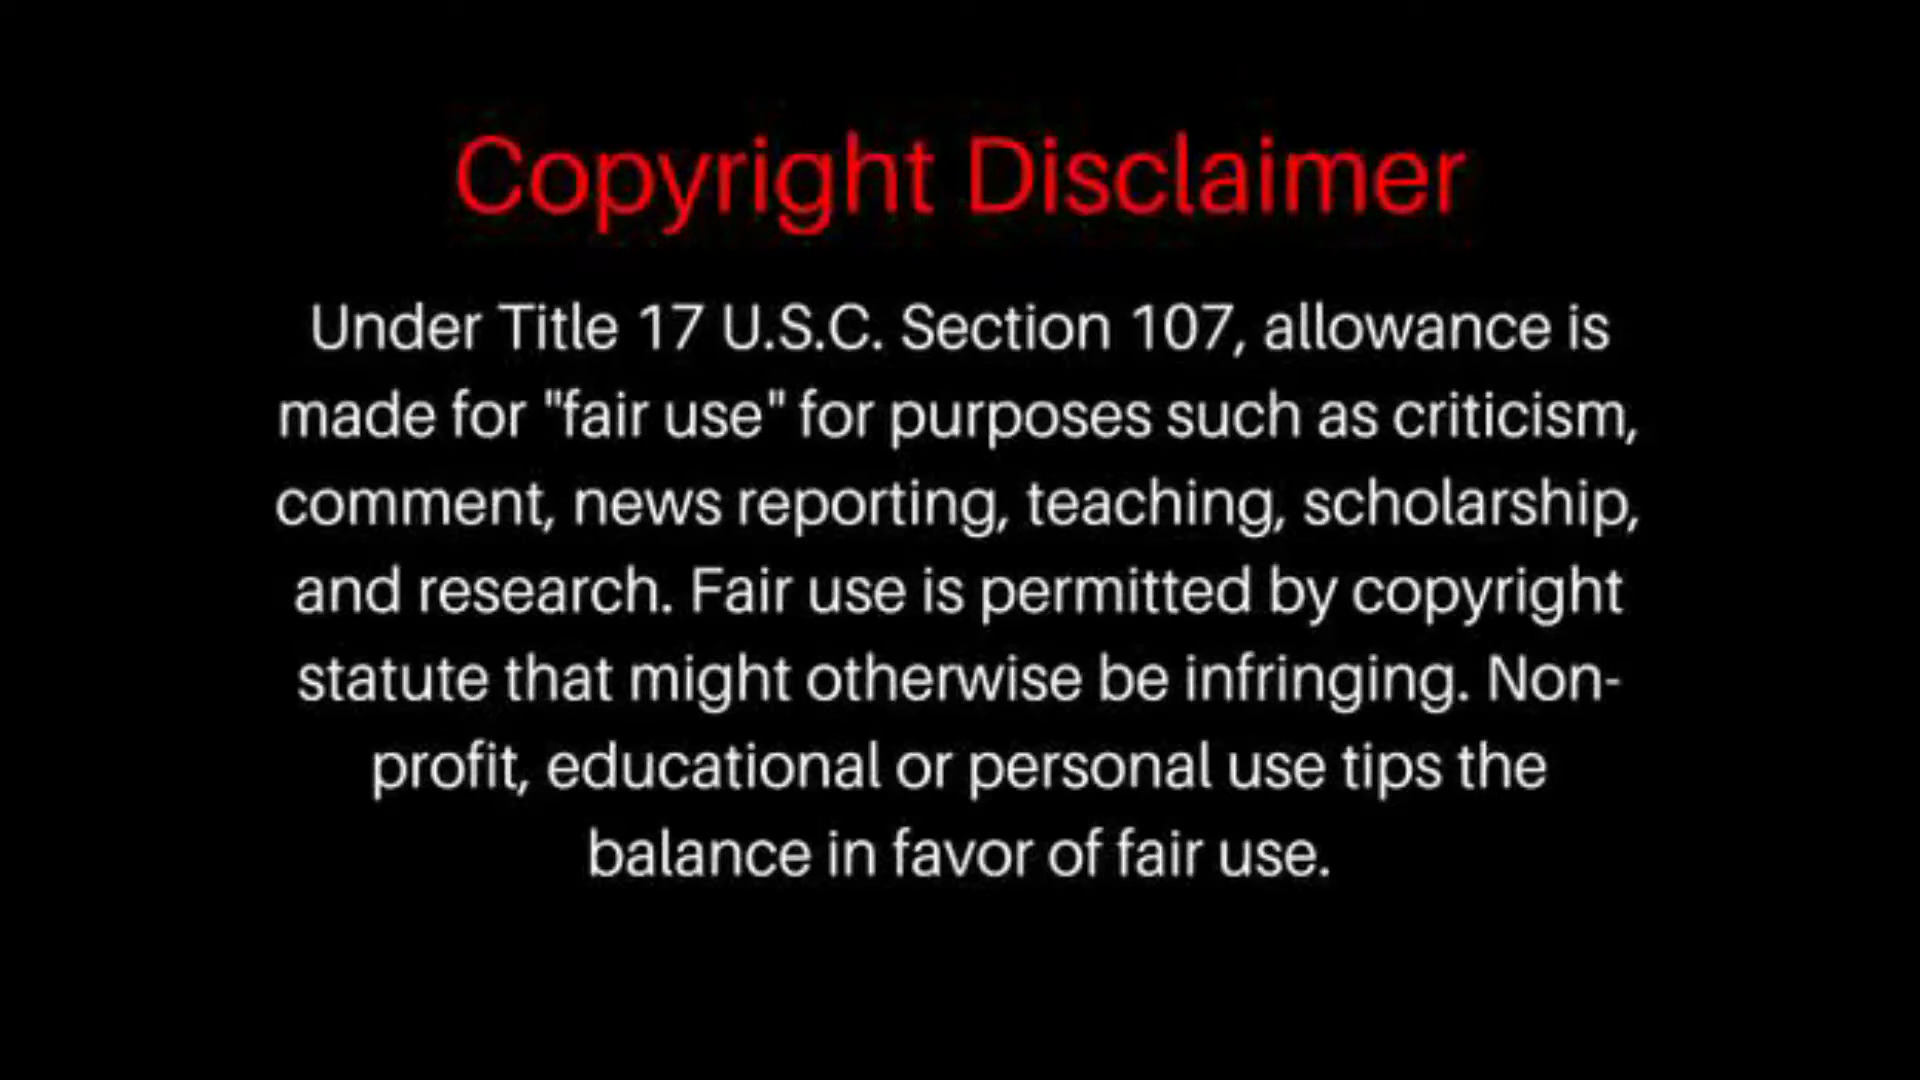 Copyright Disclaimer
Under Title 17 U.S.C. Section 107, allowance is
made for "fair use" for purposes such as criticism,
comment, news reporting, teaching, scholarship,
and research. Fair use is permitted by copyright
statute that might otherwise be infringing. Non-
profit, educational or personal use tips the
balance in favor of fair use.